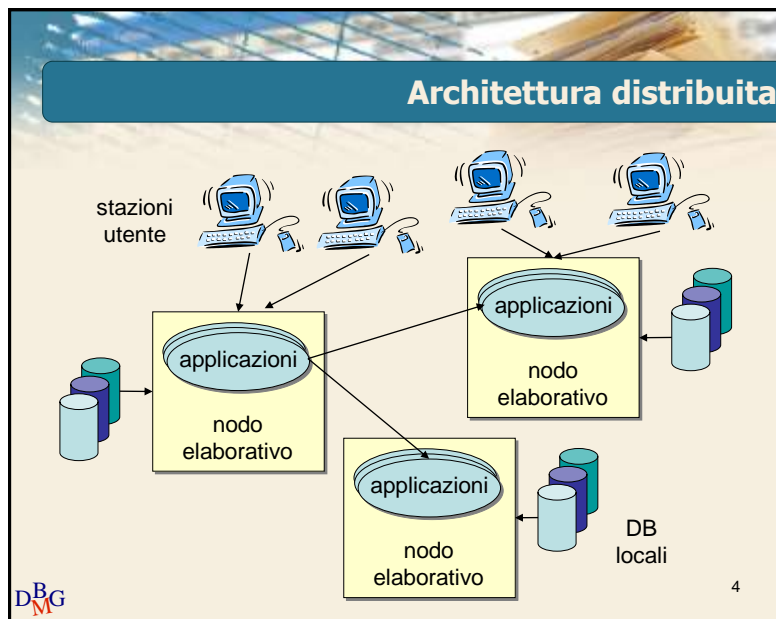 Architettura distribuita
stazioni
utente
applicazioni
nodo
elaborativo
applicazioni
nodo
elaborativo
applicazioni
nodo
elaborativo
DB
locali
DBMG
4